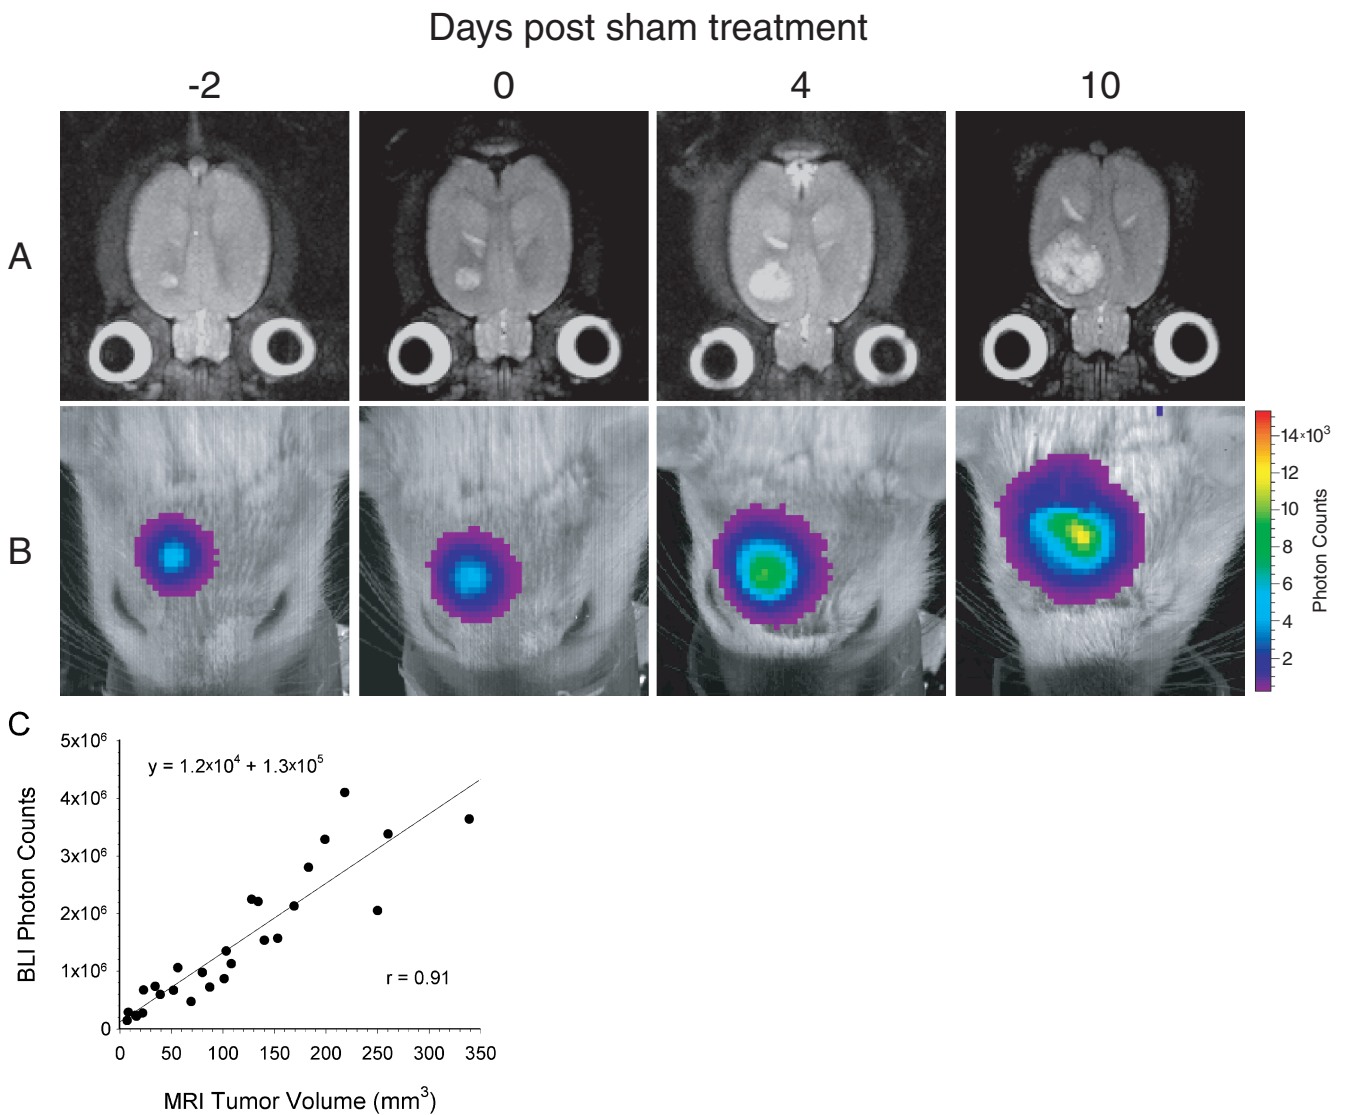 Days post sham treatment
-2 0 4 10
A
B
14×10³
12
10
8
6
4
2
Photon Counts
C
BLI Photon Counts
5x10⁶
4x10⁶
3x10⁶
2x10⁶
1x10⁶
0
y = 1.2x10⁴ + 1.3x10⁵
r = 0.91
0 50 100 150 200 250 300 350
MRI Tumor Volume (mm³)